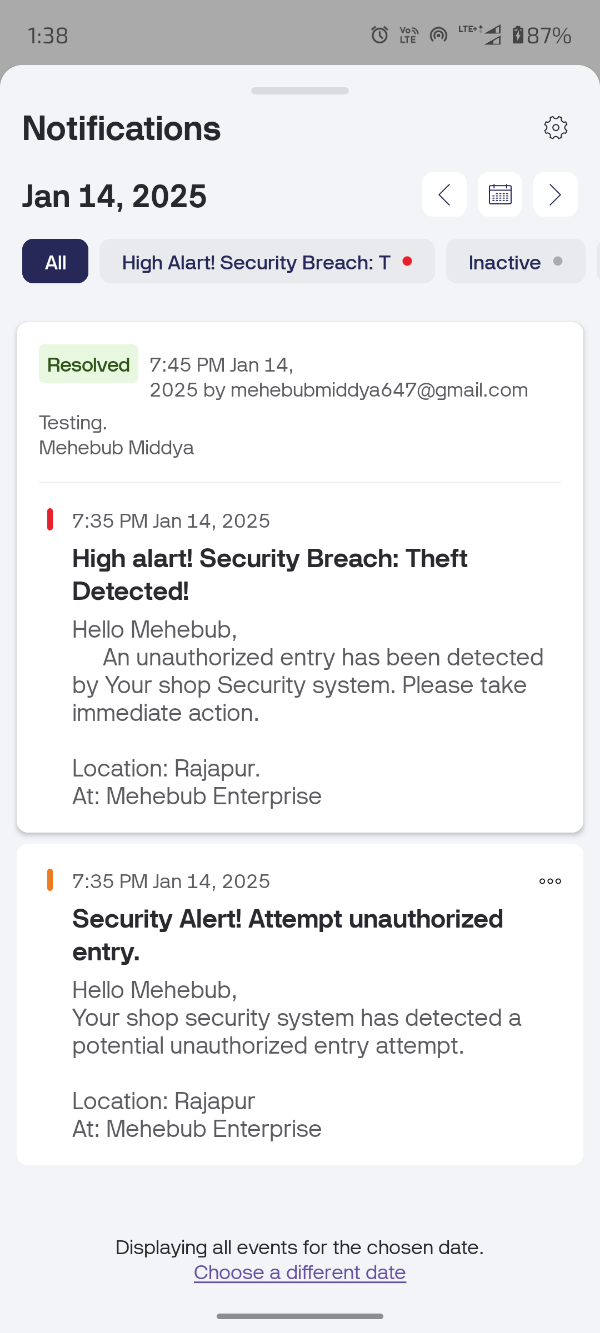 1:38
Vo)) LTE
LTE+
87%
Notifications
Jan 14, 2025
All
High Alart! Security Breach: T
Inactive
Resolved
7:45 PM Jan 14,
2025 by mehebubmiddya647@gmail.com
Testing.
Mehebub Middya
7:35 PM Jan 14, 2025
High alart! Security Breach: Theft
Detected!
Hello Mehebub,
An unauthorized entry has been detected
by Your shop Security system. Please take
immediate action.
Location: Rajapur.
At: Mehebub Enterprise
7:35 PM Jan 14, 2025
Security Alert! Attempt unauthorized
entry.
Hello Mehebub,
Your shop security system has detected a
potential unauthorized entry attempt.
Location: Rajapur
At: Mehebub Enterprise
Displaying all events for the chosen date.
Choose a different date